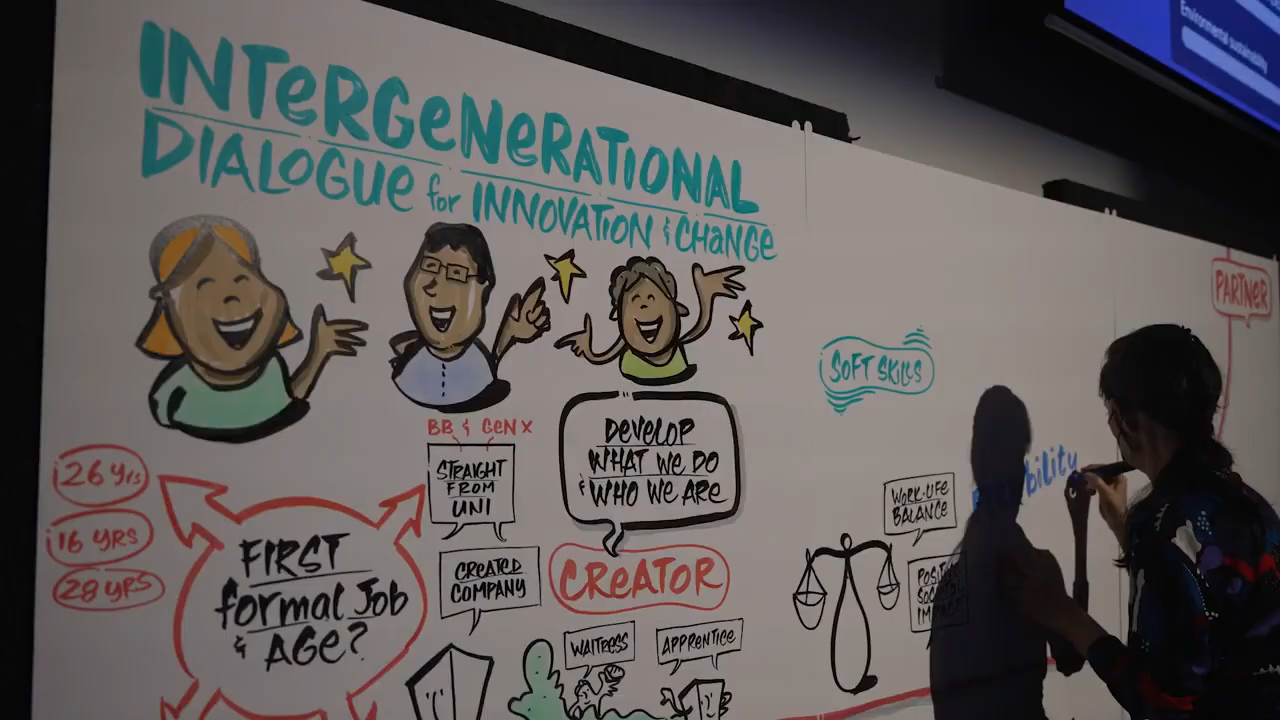 Environmental sustainability
INTERGENERATIONAL
DIALOGUE for INNOVATION & CHANGE
PARTNER
SOFT SKILLS
BB & GEN X
26 Yrs
16 YRS
28 YRS
FIRST
formal Job
& AGE?
STRAIGHT
FROM
UNI
CREATED
COMPANY
DEVELOP
WHAT WE DO
& WHO WE ARE
CREATOR
WAITRESS
APPRENTICE
WORK-LIFE
BALANCE